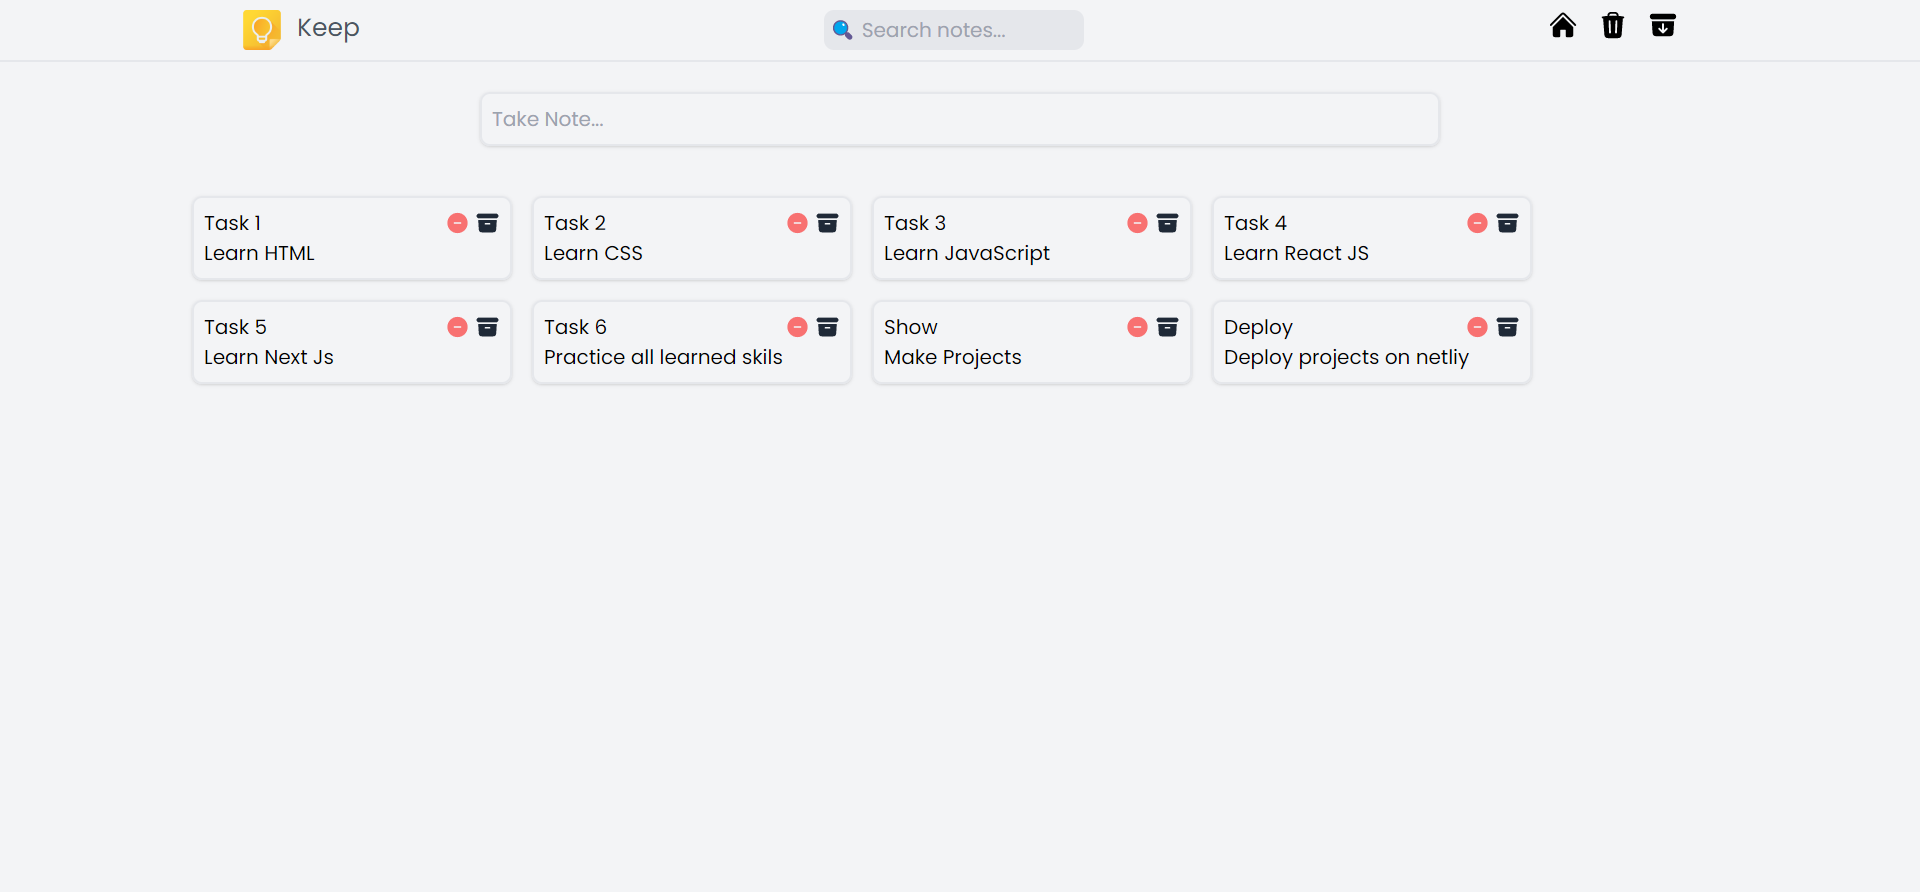 Keep
Search notes...
Take Note...
Task 1
Learn HTML
Task 2
Learn CSS
Task 3
Learn JavaScript
Task 4
Learn React JS
Task 5
Learn Next Js
Task 6
Practice all learned skils
Show
Make Projects
Deploy
Deploy projects on netliy